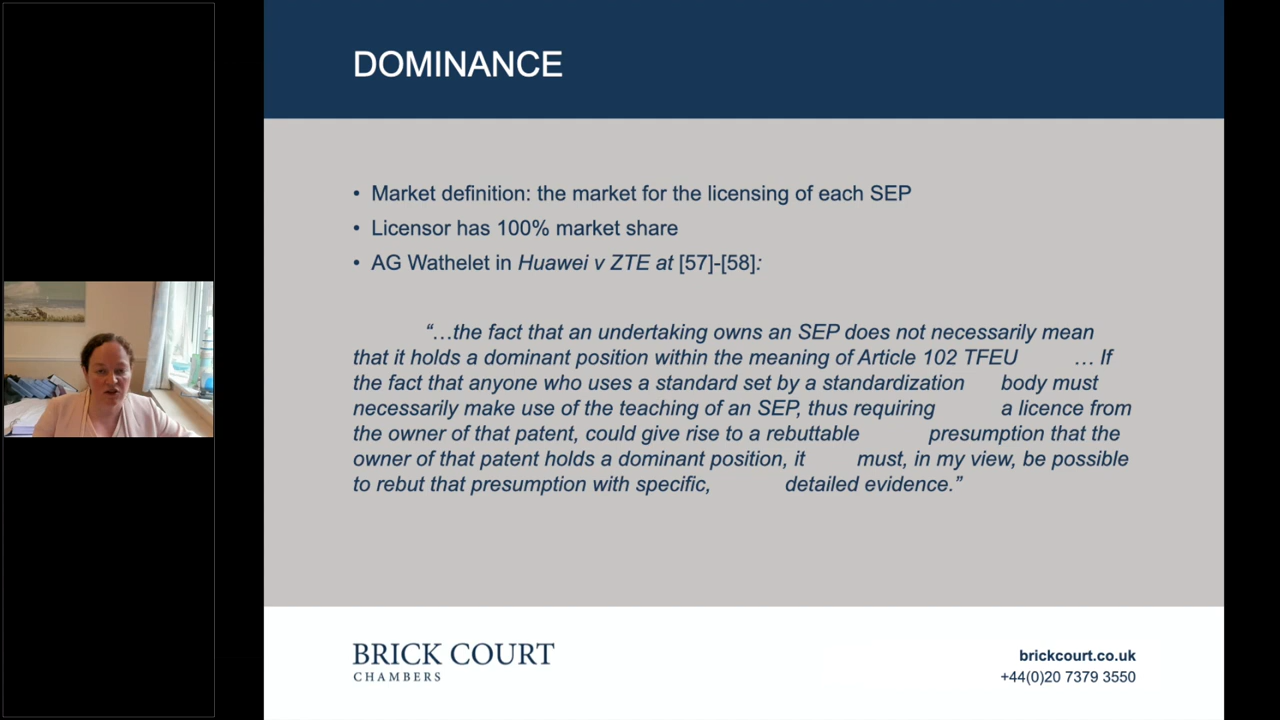 DOMINANCE
• Market definition: the market for the licensing of each SEP
• Licensor has 100% market share
• AG Wathelet in Huawei v ZTE at [57]-[58]:
“…the fact that an undertaking owns an SEP does not necessarily mean
that it holds a dominant position within the meaning of Article 102 TFEU … If
the fact that anyone who uses a standard set by a standardization body must
necessarily make use of the teaching of an SEP, thus requiring a licence from
the owner of that patent, could give rise to a rebuttable presumption that the
owner of that patent holds a dominant position, it must, in my view, be possible
to rebut that presumption with specific, detailed evidence.”
BRICK COURT
CHAMBERS
brickcourt.co.uk
+44(0)20 7379 3550